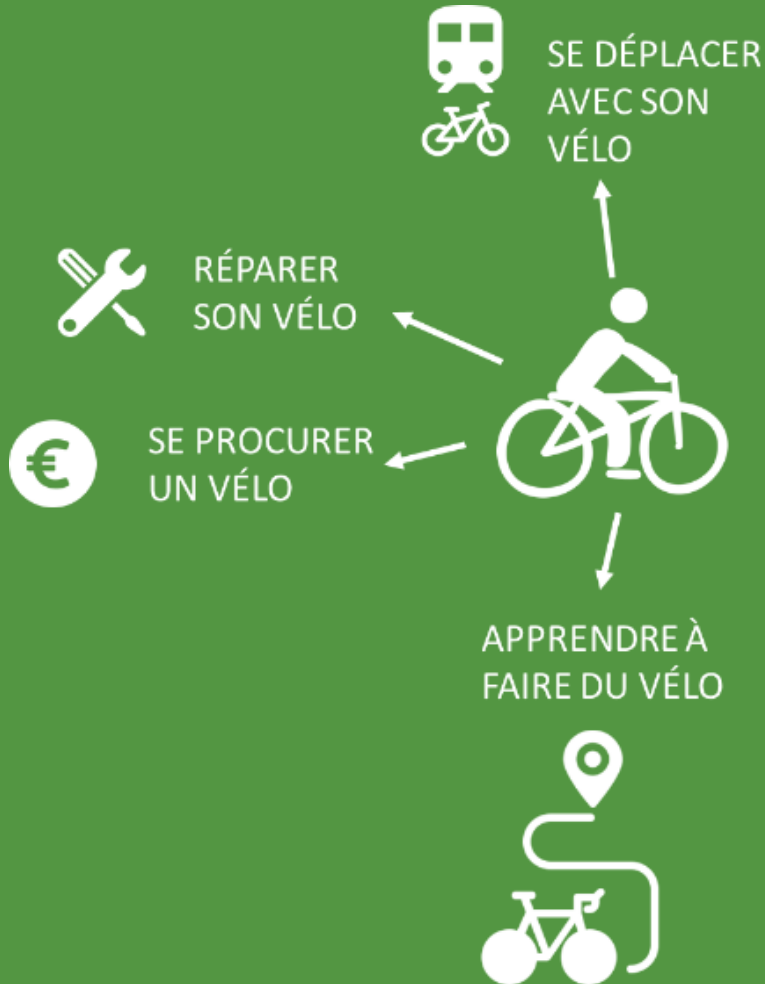 SE DÉPLACER
AVEC SON
VÉLO
RÉPARER
SON VÉLO
€
SE PROCURER
UN VÉLO
APPRENDRE À
FAIRE DU VÉLO